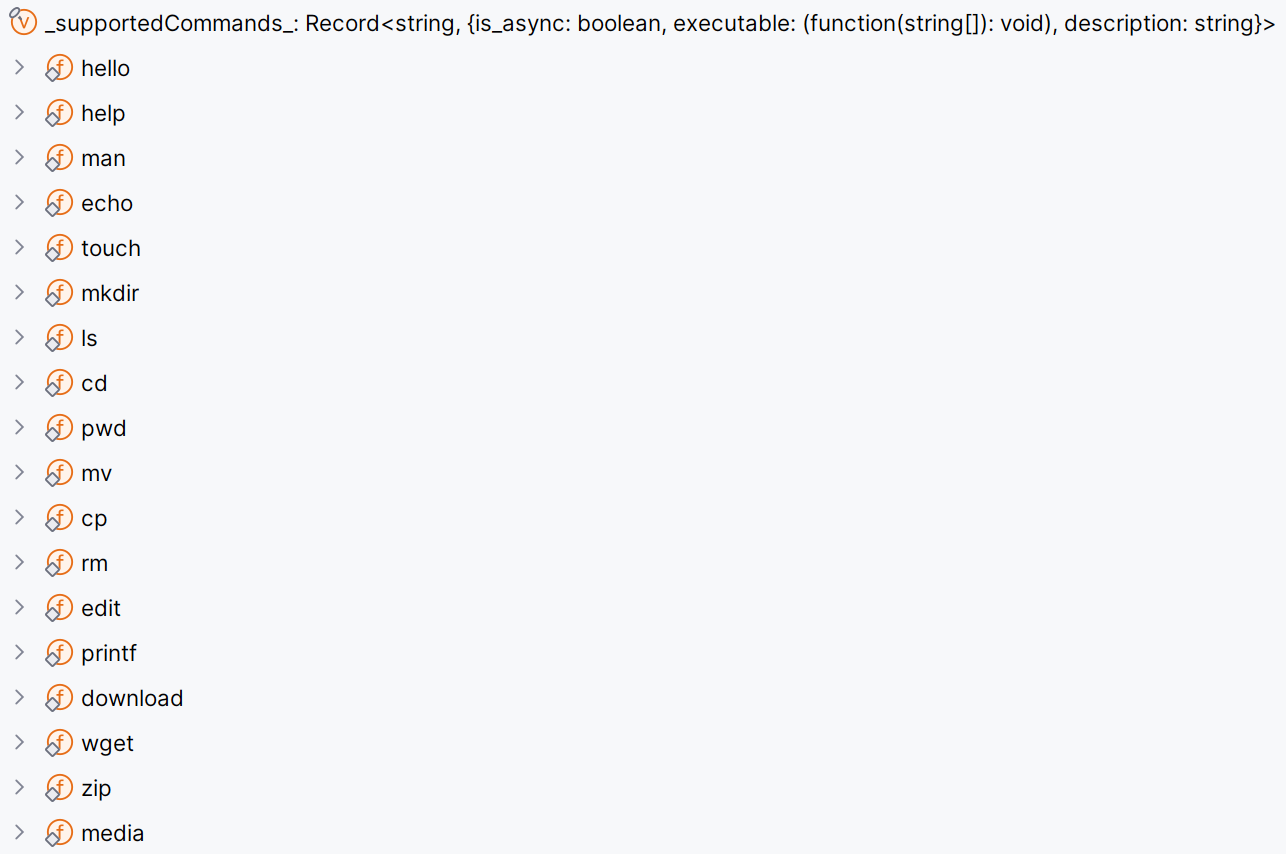 _supportedCommands_: Record<string, {is_async: boolean, executable: (function(string[]): void), description: string}>
hello
help
man
echo
touch
mkdir
ls
cd
pwd
mv
cp
rm
edit
printf
download
wget
zip
media